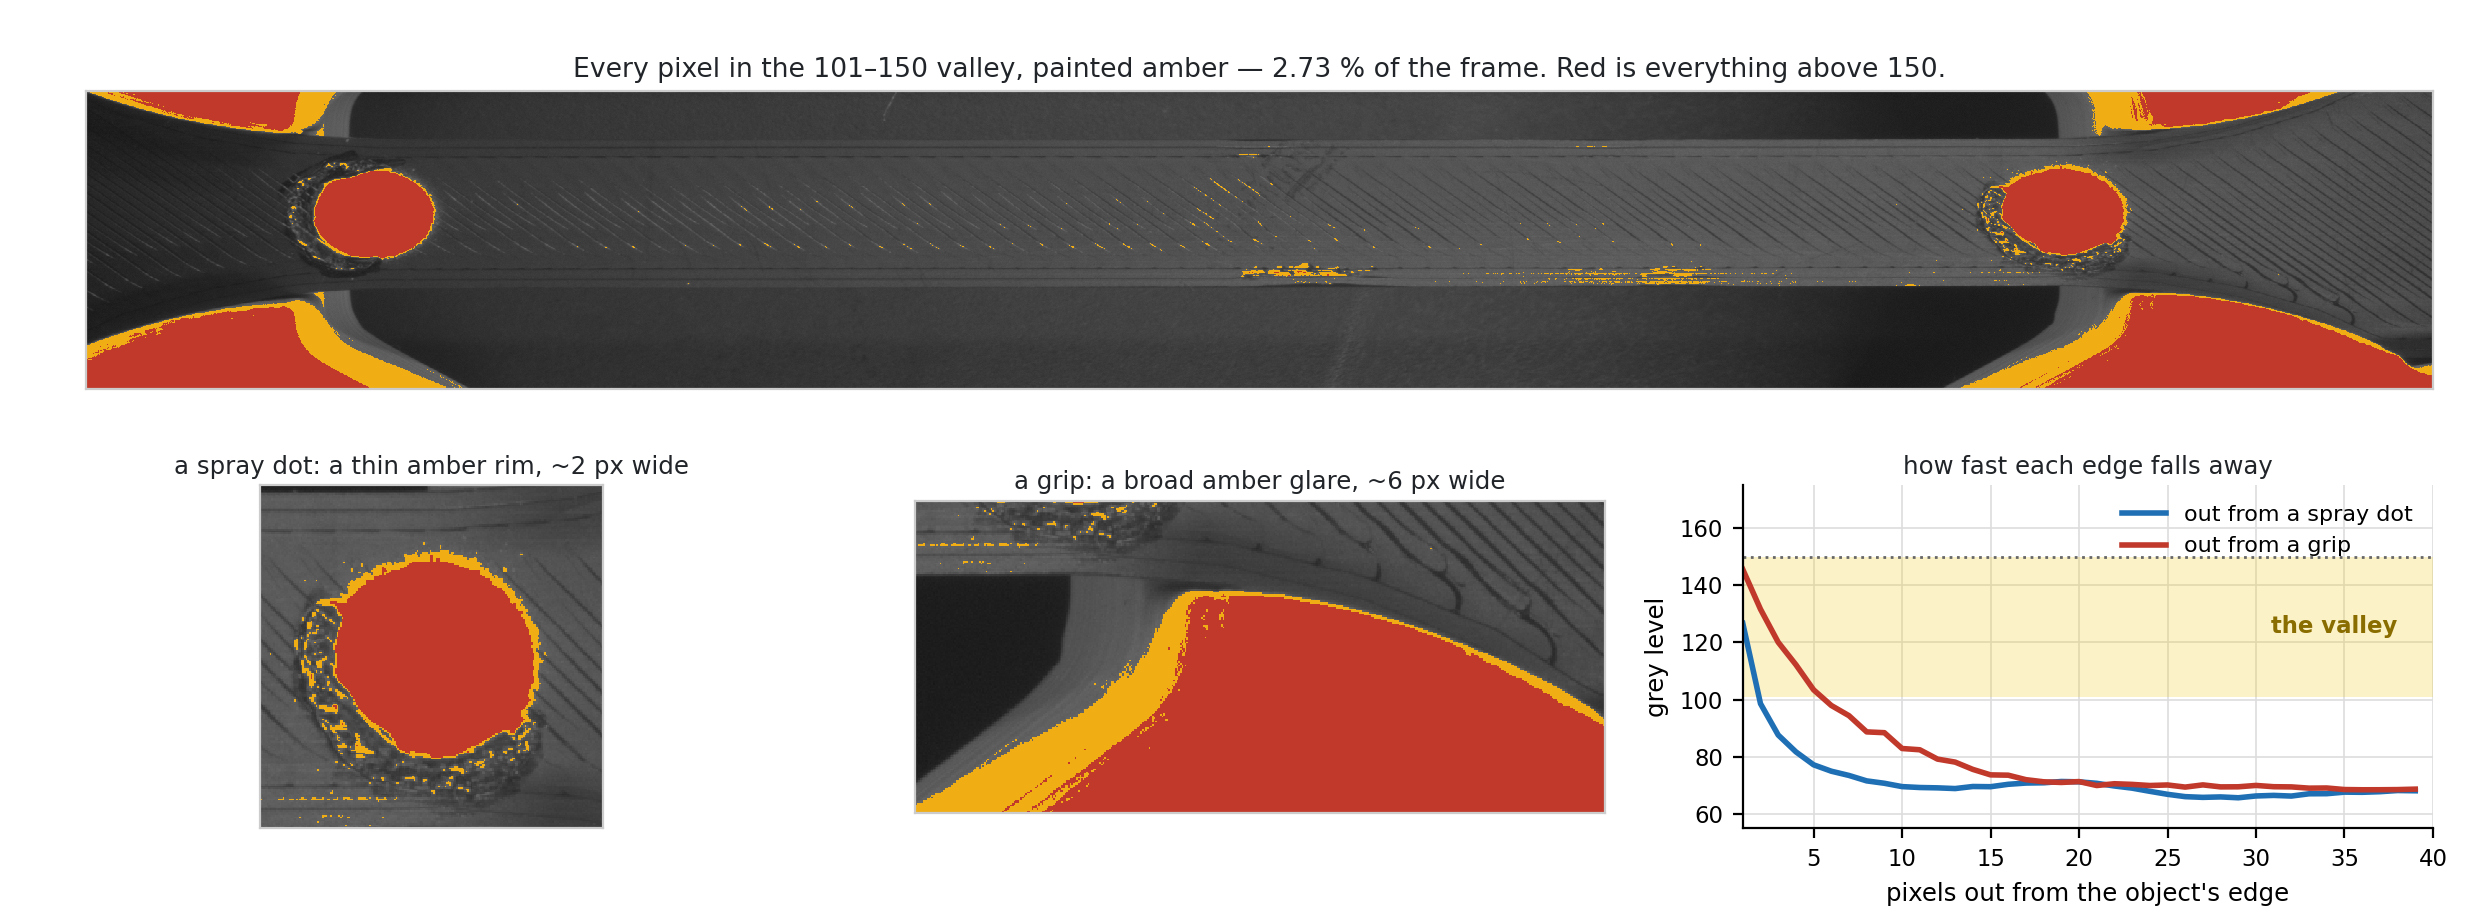 Every pixel in the 101–150 valley, painted amber — 2.73 % of the frame. Red is everything above 150.
a spray dot: a thin amber rim, ~2 px wide
a grip: a broad amber glare, ~6 px wide
how fast each edge falls away
out from a spray dot
out from a grip
the valley
grey level
160
140
120
100
80
60
5 10 15 20 25 30 35 40
pixels out from the object's edge